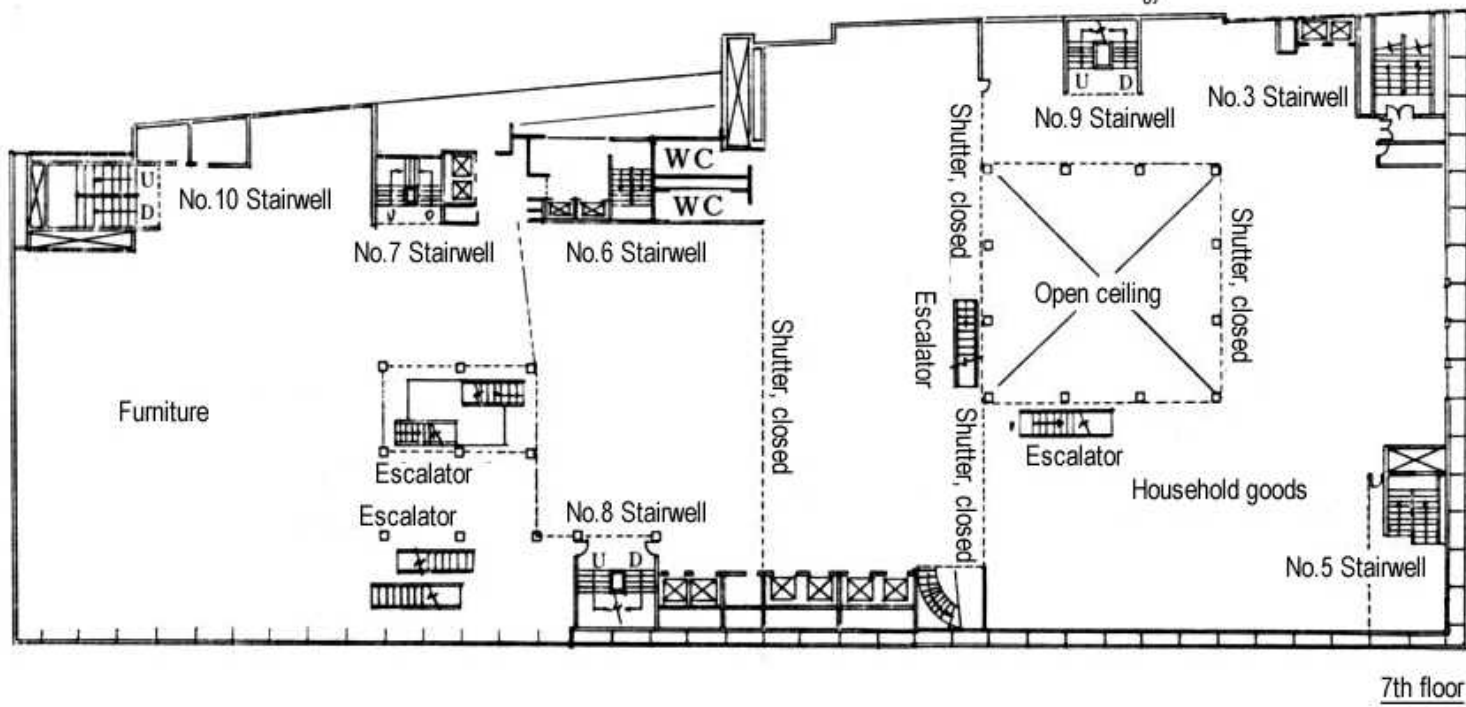 No.3 Stairwell
U D
No.9 Stairwell
Shutter, closed
WC
WC
U
D
No.10 Stairwell
No.7 Stairwell
No.6 Stairwell
Shutter, closed
Open ceiling
Escalator
Shutter, closed
Furniture
Escalator
Escalator
Shutter, closed
Escalator
Household goods
No.8 Stairwell
U D
No.5 Stairwell
7th floor